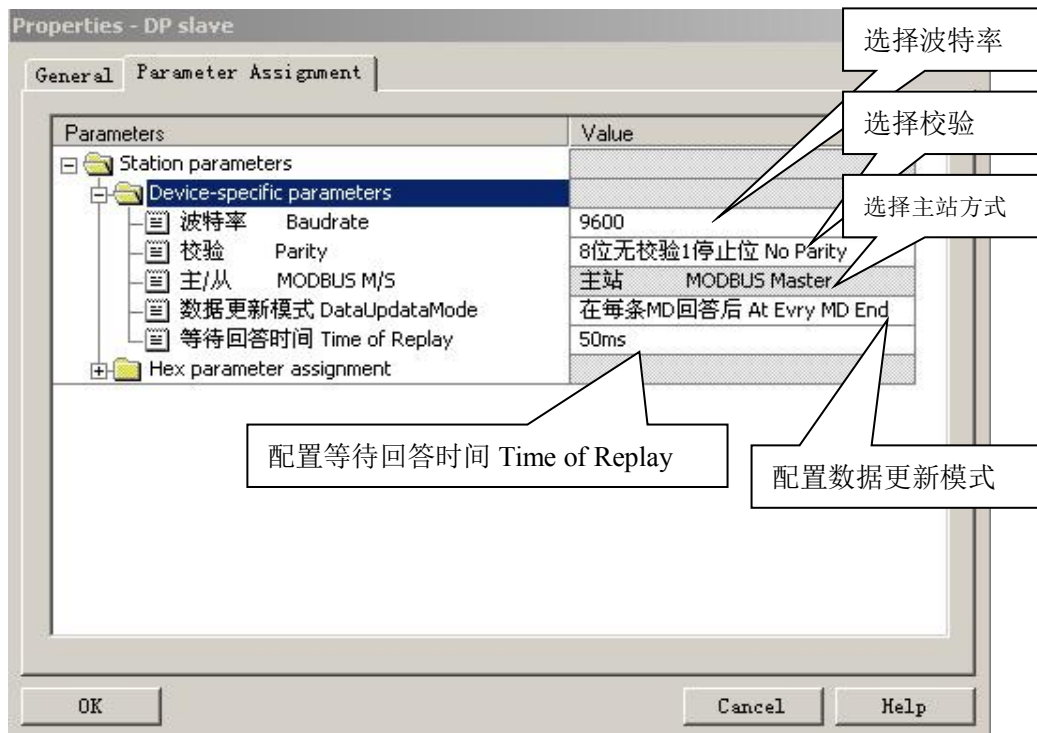 Properties - DP slave
选择波特率
General Parameter Assignment
选择校验
Parameters Value
Station parameters
选择主站方式
Device-specific parameters
波特率 Baudrate 9600
校验 Parity 8位无校验1停止位 No Parity
主/从 MODBUS M/S 主站 MODBUS Master
数据更新模式 DataUpdataMode 在每条MD回答后 At Evry MD End
等待回答时间 Time of Replay 50ms
Hex parameter assignment
配置等待回答时间 Time of Replay
配置数据更新模式
OK Cancel Help